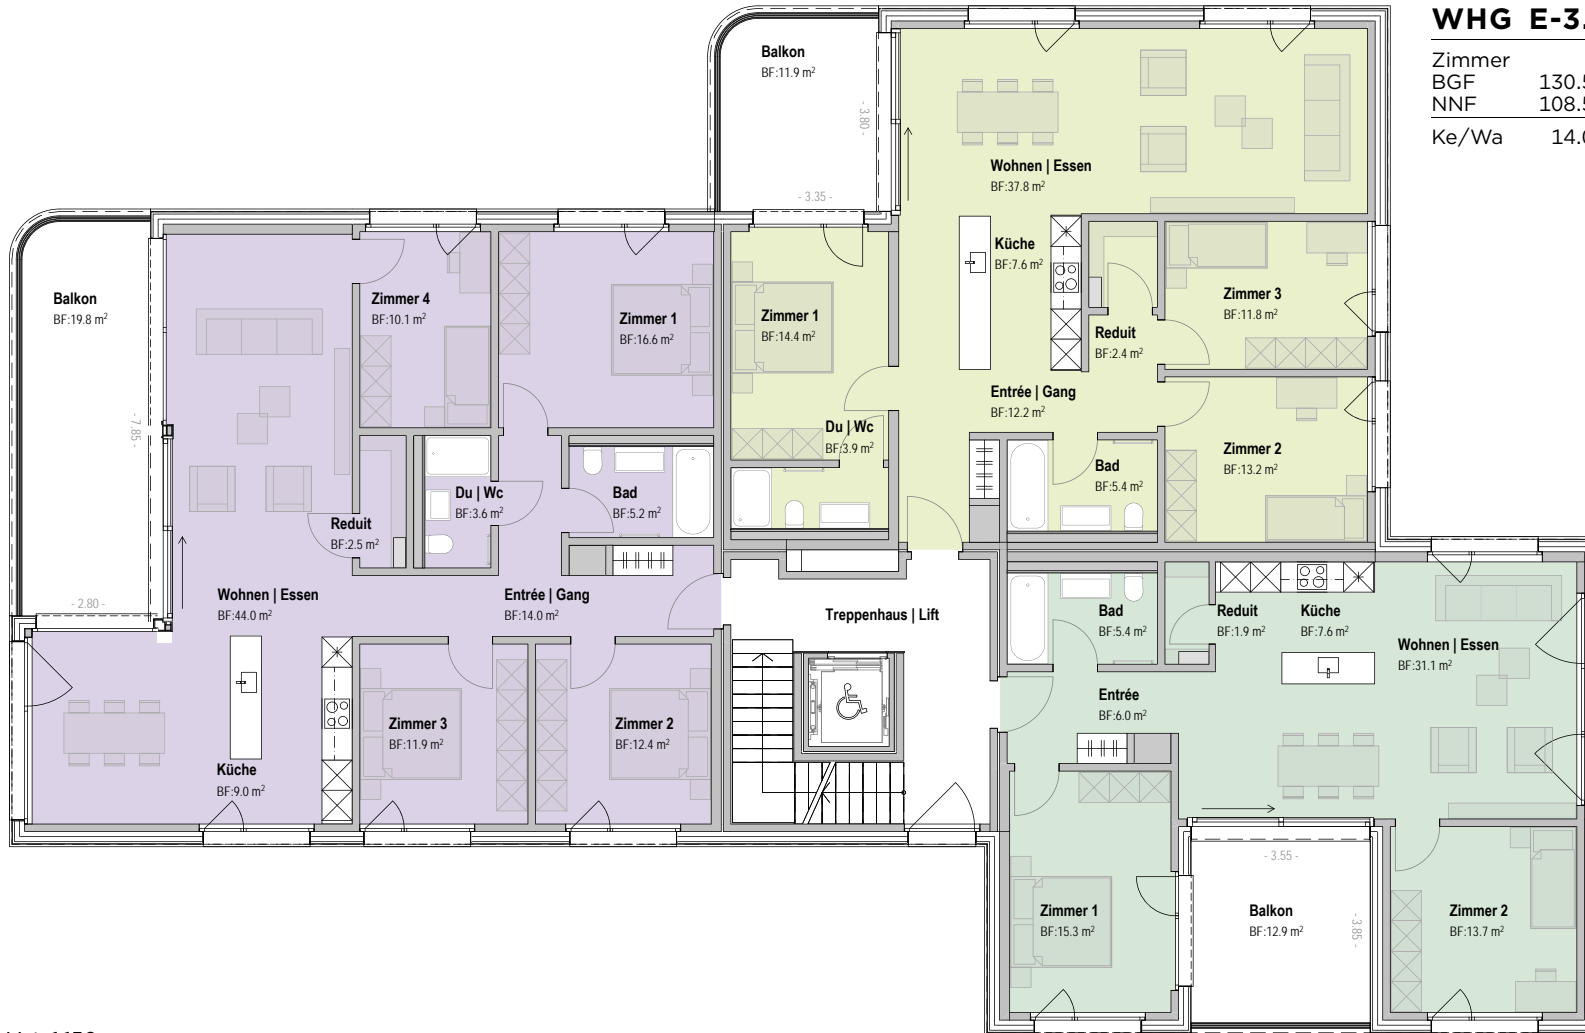 WHG E-3.
Zimmer
BGF 130.5
NNF 108.5
Ke/Wa 14.0
Balkon
BF:11.9 m²
- 3.80 -
- 3.35 -
Wohnen | Essen
BF:37.8 m²
Küche
BF:7.6 m²
Zimmer 3
BF:11.8 m²
Reduit
BF:2.4 m²
Zimmer 1
BF:14.4 m²
Entrée | Gang
BF:12.2 m²
Du | Wc
BF:3.9 m²
Bad
BF:5.4 m²
Zimmer 2
BF:13.2 m²
Balkon
BF:19.8 m²
- 7.85 -
- 2.80 -
Zimmer 4
BF:10.1 m²
Zimmer 1
BF:16.6 m²
Du | Wc
BF:3.6 m²
Bad
BF:5.2 m²
Reduit
BF:2.5 m²
Wohnen | Essen
BF:44.0 m²
Entrée | Gang
BF:14.0 m²
Küche
BF:9.0 m²
Zimmer 3
BF:11.9 m²
Zimmer 2
BF:12.4 m²
Treppenhaus | Lift
Bad
BF:5.4 m²
Reduit
BF:1.9 m²
Küche
BF:7.6 m²
Wohnen | Essen
BF:31.1 m²
Entrée
BF:6.0 m²
Zimmer 1
BF:15.3 m²
- 3.55 -
Balkon
BF:12.9 m²
- 3.85 -
Zimmer 2
BF:13.7 m²